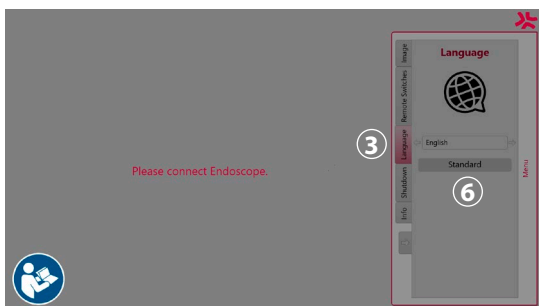 Please connect Endoscope.
Image
Remote Switches
Language
Shutdown
Info
Language
English
Standard
Menu
3
6